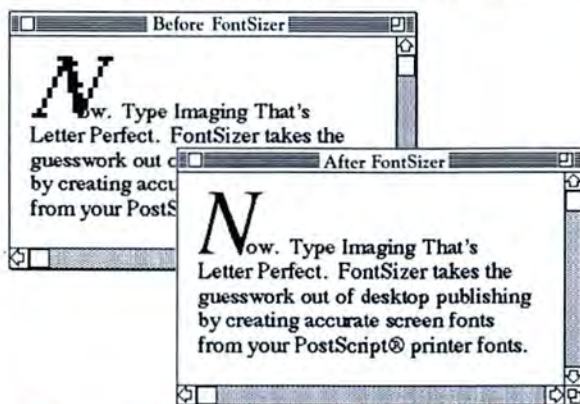 Before FontSizer
Now. Type Imaging That's
Letter Perfect. FontSizer takes the
guesswork out o
by creating accu
from your PostS
After FontSizer
Now. Type Imaging That's
Letter Perfect. FontSizer takes the
guesswork out of desktop publishing
by creating accurate screen fonts
from your PostScript® printer fonts.